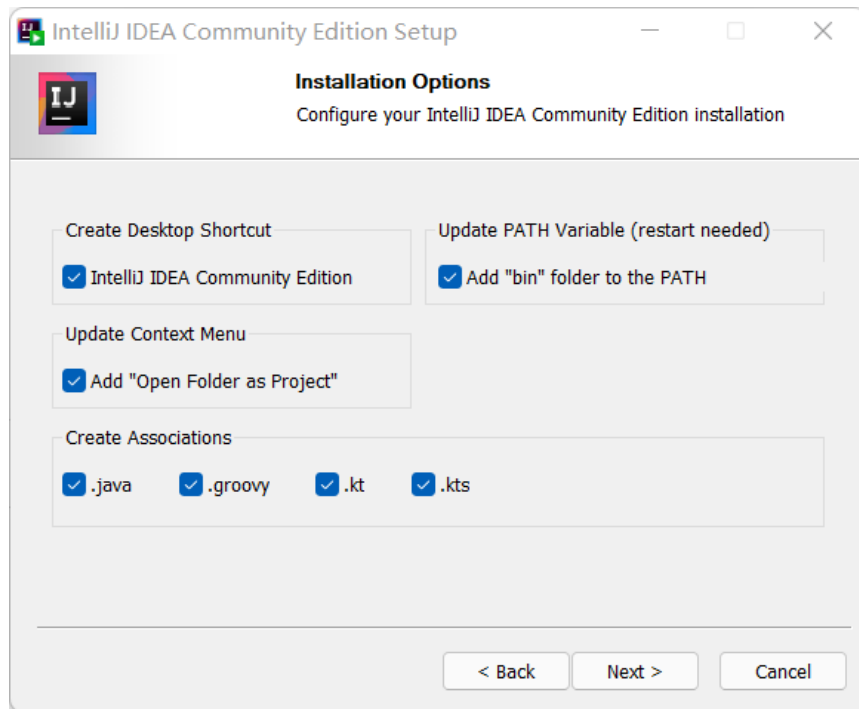 IntelliJ IDEA Community Edition Setup
IJ
Installation Options
Configure your IntelliJ IDEA Community Edition installation
Create Desktop Shortcut
IntelliJ IDEA Community Edition
Update PATH Variable (restart needed)
Add "bin" folder to the PATH
Update Context Menu
Add "Open Folder as Project"
Create Associations
.java .groovy .kt .kts
< Back Next > Cancel